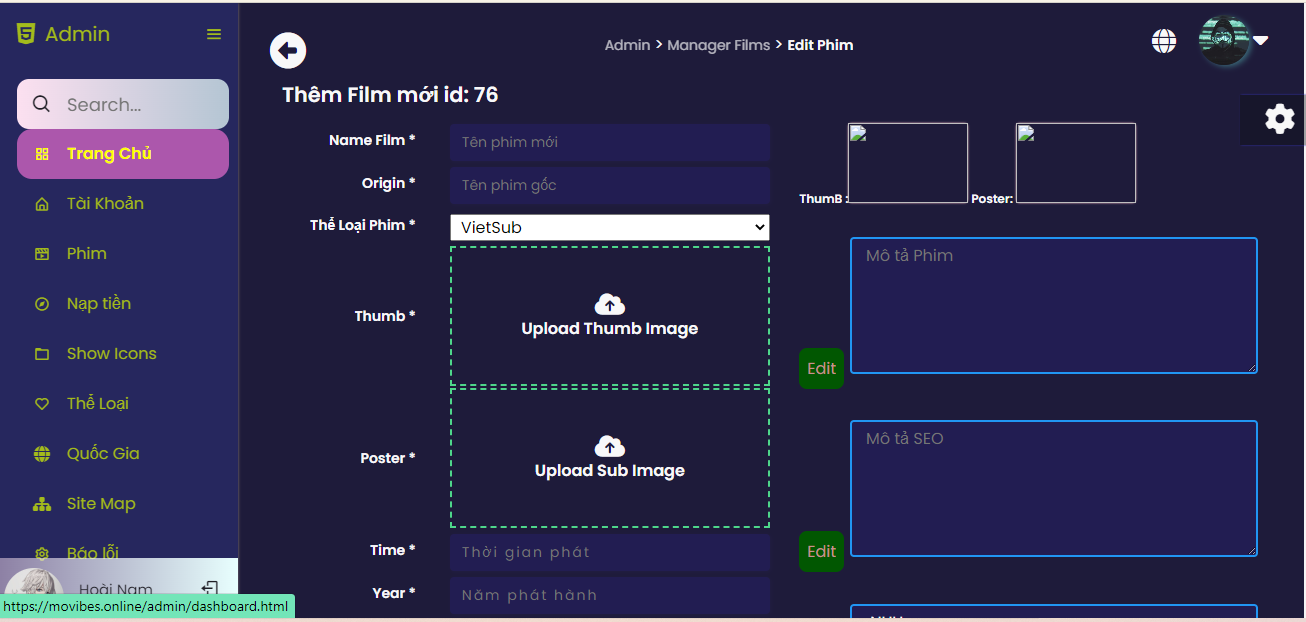 Admin
Search...
Trang Chủ
Tài Khoản
Phim
Nạp tiền
Show Icons
Thể Loại
Quốc Gia
Site Map
Báo lỗi
Hoài Nam
https://movibes.online/admin/dashboard.html
Admin > Manager Films > Edit Phim
Thêm Film mới id: 76
Name Film *
Tên phim mới
Origin *
Tên phim gốc
Thể Loại Phim *
VietSub
Thumb *
Upload Thumb Image
Poster *
Upload Sub Image
Time *
Thời gian phát
Year *
Năm phát hành
ThumB :
Poster:
Mô tả Phim
Edit
Mô tả SEO
Edit